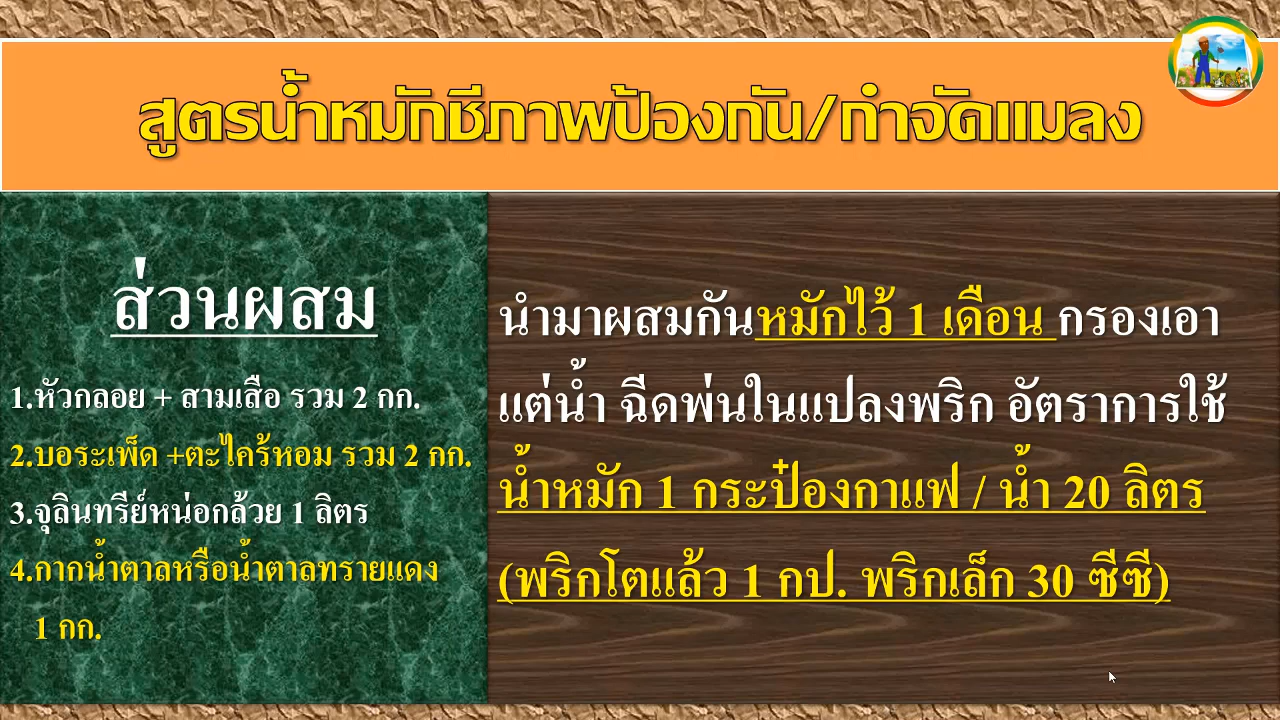 สูตรน้ำหมักชีภาพป้องกัน/กำจัดแมลง
ส่วนผสม
1.หัวกลอย + สามเสือ รวม 2 กก.
2.บอระเพ็ด +ตะไคร้หอม รวม 2 กก.
3.จุลินทรีย์หน่อกล้วย 1 ลิตร
4.กากน้ำตาลหรือน้ำตาลทรายแดง
1 กก.
นำมาผสมกันหมักไว้ 1 เดือน กรองเอา
แต่น้ำ ฉีดพ่นในแปลงพริก อัตราการใช้
น้ำหมัก 1 กระป๋องกาแฟ / น้ำ 20 ลิตร
(พริกโตแล้ว 1 กป. พริกเล็ก 30 ซีซี)